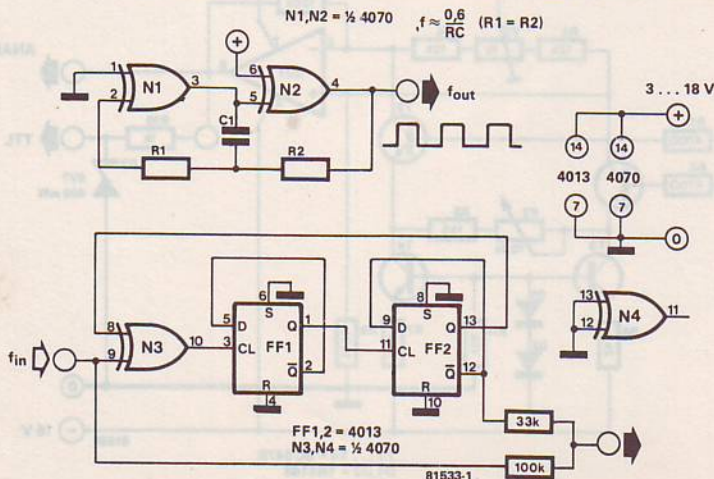 N1,N2 = ½ 4070
,f ≈ 0,6 / RC (R1 = R2)
1
2
N1
3
+
6
5
N2
4
fout
C1
R1
R2
3 . . . 18 V
+
14
14
4013
4070
7
7
0
fin
8
9
N3
10
6
S
5
D
Q
1
3
CL
FF1
Q̅
2
R
4
8
S
9
D
Q
13
11
CL
FF2
Q̅
12
R
10
13
12
N4
11
33k
100k
FF1,2 = 4013
N3,N4 = ½ 4070
81533-1